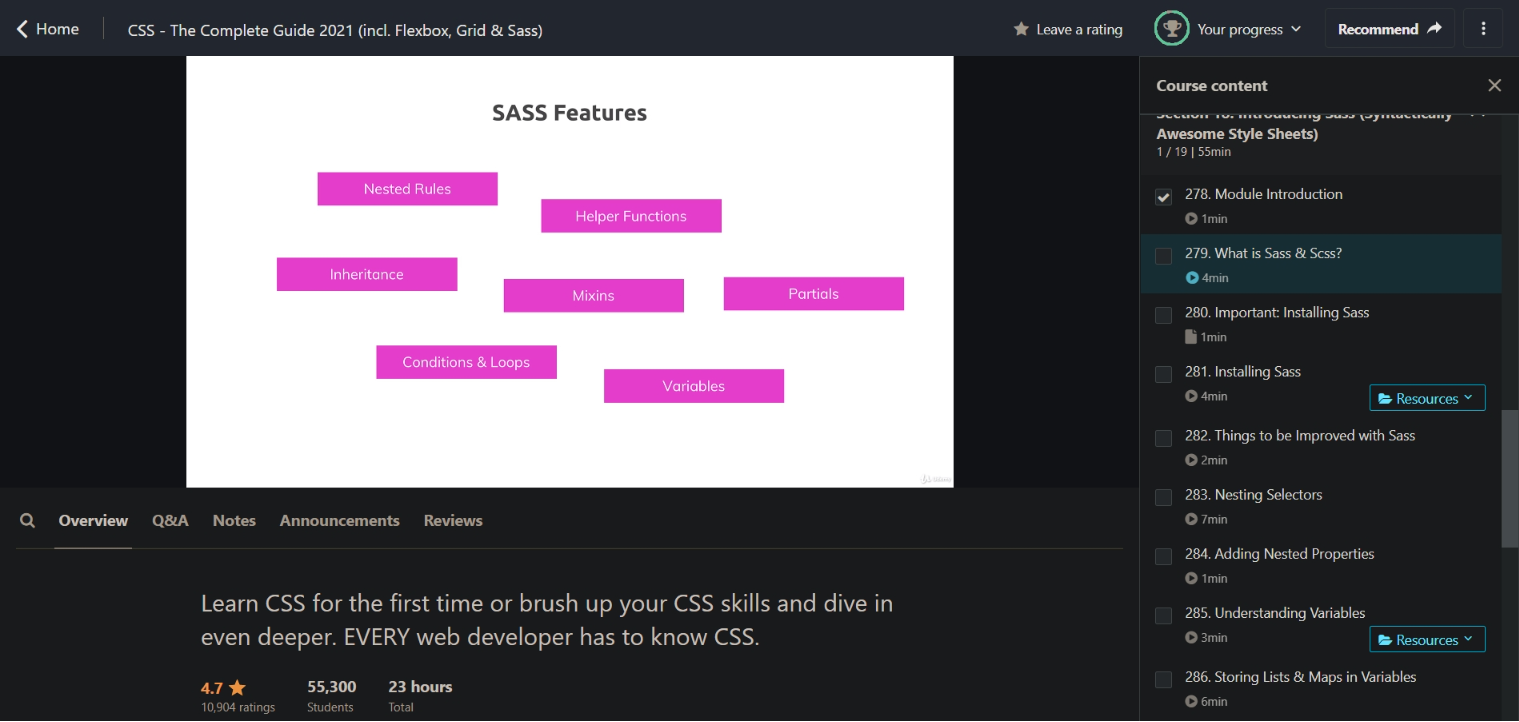 Home
CSS - The Complete Guide 2021 (incl. Flexbox, Grid & Sass)
Leave a rating
Your progress
Recommend
SASS Features
Nested Rules
Helper Functions
Inheritance
Mixins
Partials
Conditions & Loops
Variables
Overview
Q&A
Notes
Announcements
Reviews
Learn CSS for the first time or brush up your CSS skills and dive in
even deeper. EVERY web developer has to know CSS.
4.7
10,904 ratings
55,300
Students
23 hours
Total
Course content
Awesome Style Sheets)
1 / 19 | 55min
278. Module Introduction
1min
279. What is Sass & Scss?
4min
280. Important: Installing Sass
1min
281. Installing Sass
4min
Resources
282. Things to be Improved with Sass
2min
283. Nesting Selectors
7min
284. Adding Nested Properties
1min
285. Understanding Variables
3min
Resources
286. Storing Lists & Maps in Variables
6min